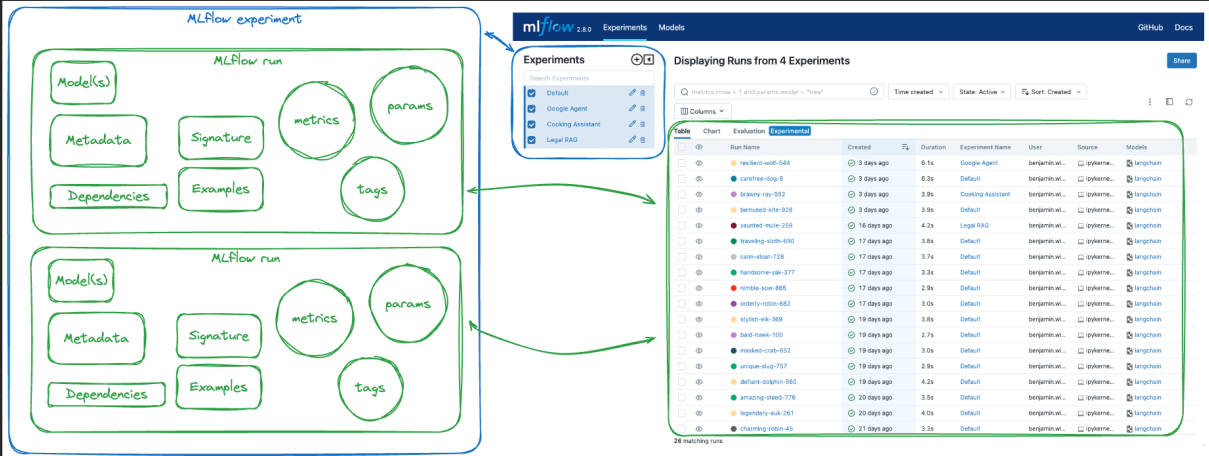 MLflow experiment
MLflow run
Model(s)
Metadata
Dependencies
Signature
Examples
metrics
params
tags
MLflow run
Model(s)
Metadata
Dependencies
Signature
Examples
metrics
params
tags
mlflow 2.8.0 Experiments Models GitHub Docs
Experiments
Search Experiments
Default
Google Agent
Cooking Assistant
Legal RAG
Displaying Runs from 4 Experiments Share
metrics.rmse < 1 and params.model = "tree" Time created State: Active Sort: Created
Columns
Table Chart Evaluation Experimental
Run Name Created Duration Experiment Name User Source Models
resilient-wolf-544 3 days ago 6.1s Google Agent benjamin.wi... ipykerne... langchain
carefree-dog-8 3 days ago 6.3s Default benjamin.wi... ipykerne... langchain
brawny-ray-552 3 days ago 3.9s Cooking Assistant benjamin.wi... ipykerne... langchain
bemused-kite-928 3 days ago 3.9s Default benjamin.wi... ipykerne... langchain
vaunted-mule-259 16 days ago 4.2s Legal RAG benjamin.wi... ipykerne... langchain
traveling-sloth-690 17 days ago 3.8s Default benjamin.wi... ipykerne... langchain
calm-stoat-728 17 days ago 3.7s Default benjamin.wi... ipykerne... langchain
handsome-yak-377 17 days ago 3.3s Default benjamin.wi... ipykerne... langchain
nimble-sow-865 17 days ago 2.9s Default benjamin.wi... ipykerne... langchain
orderly-robin-682 17 days ago 3.0s Default benjamin.wi... ipykerne... langchain
stylish-elk-369 19 days ago 3.8s Default benjamin.wi... ipykerne... langchain
bald-hawk-100 19 days ago 2.7s Default benjamin.wi... ipykerne... langchain
masked-crab-652 19 days ago 3.0s Default benjamin.wi... ipykerne... langchain
unique-slug-757 19 days ago 2.9s Default benjamin.wi... ipykerne... langchain
defiant-dolphin-560 19 days ago 4.2s Default benjamin.wi... ipykerne... langchain
amazing-steed-776 20 days ago 3.5s Default benjamin.wi... ipykerne... langchain
legendary-auk-261 20 days ago 4.0s Default benjamin.wi... ipykerne... langchain
charming-robin-45 21 days ago 3.3s Default benjamin.wi... ipykerne... langchain
26 matching runs